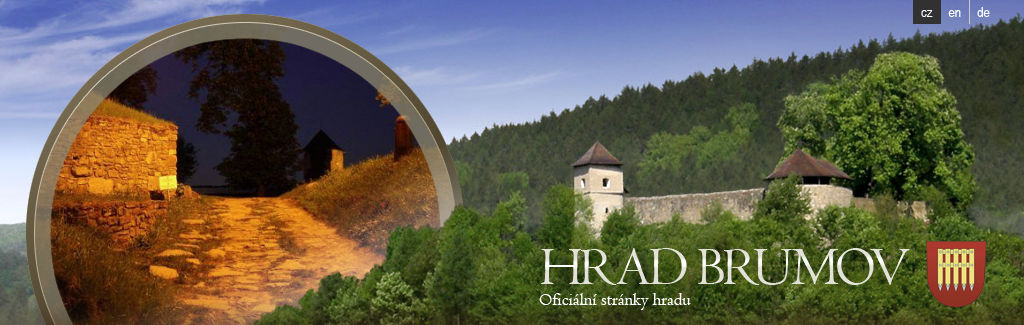 cz en de
HRAD BRUMOV
Oficiální stránky hradu